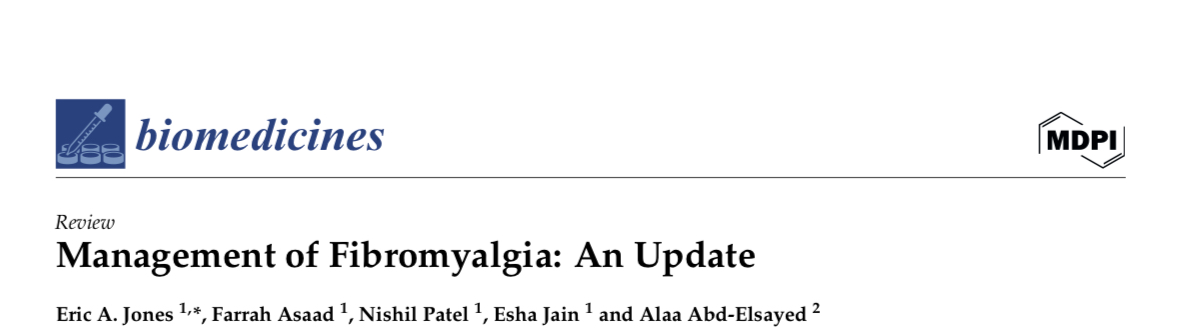 biomedicines
MDPI
Review
Management of Fibromyalgia: An Update
Eric A. Jones 1,*, Farrah Asaad 1, Nishil Patel 1, Esha Jain 1 and Alaa Abd-Elsayed 2